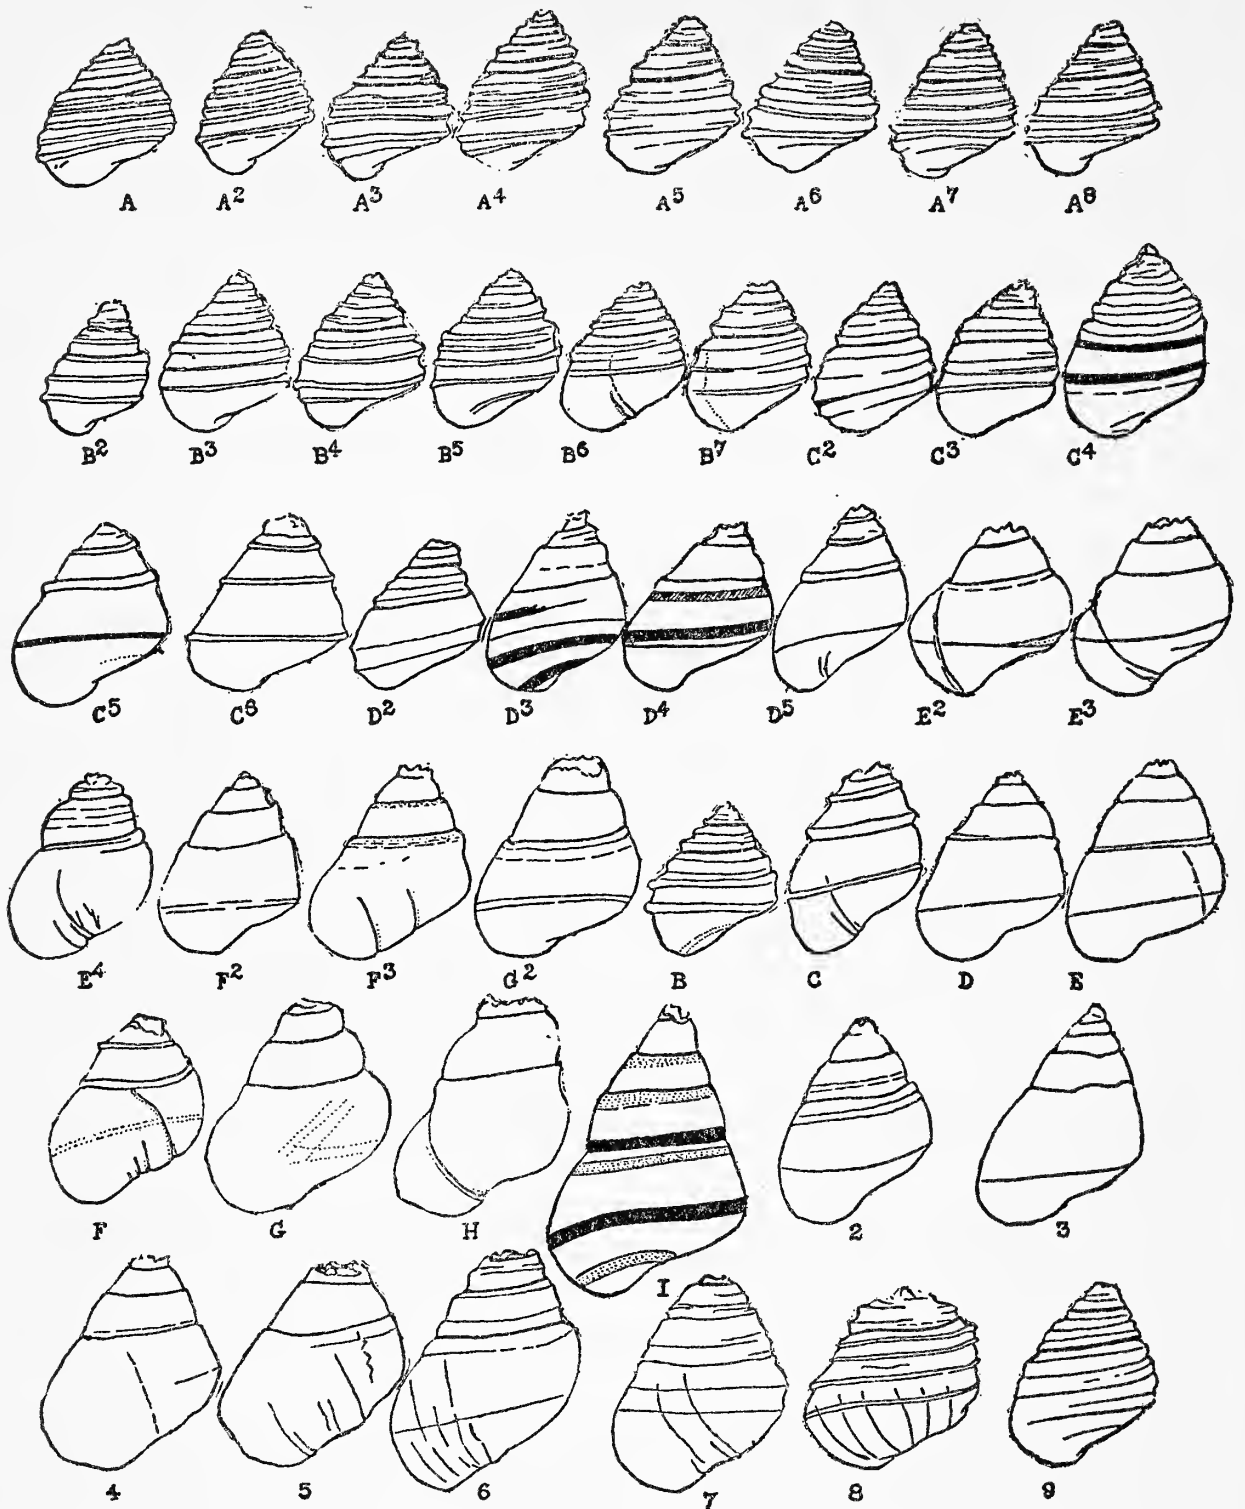 A A² A³ A⁴ A⁵ A⁶ A⁷ A⁸
B² B³ B⁴ B⁵ B⁶ B⁷ C² C³ C⁴
C⁵ C⁶ D² D³ D⁴ D⁵ E² E³
E⁴ F² F³ G² B C D E
F G H I 2 3
4 5 6 7 8 9